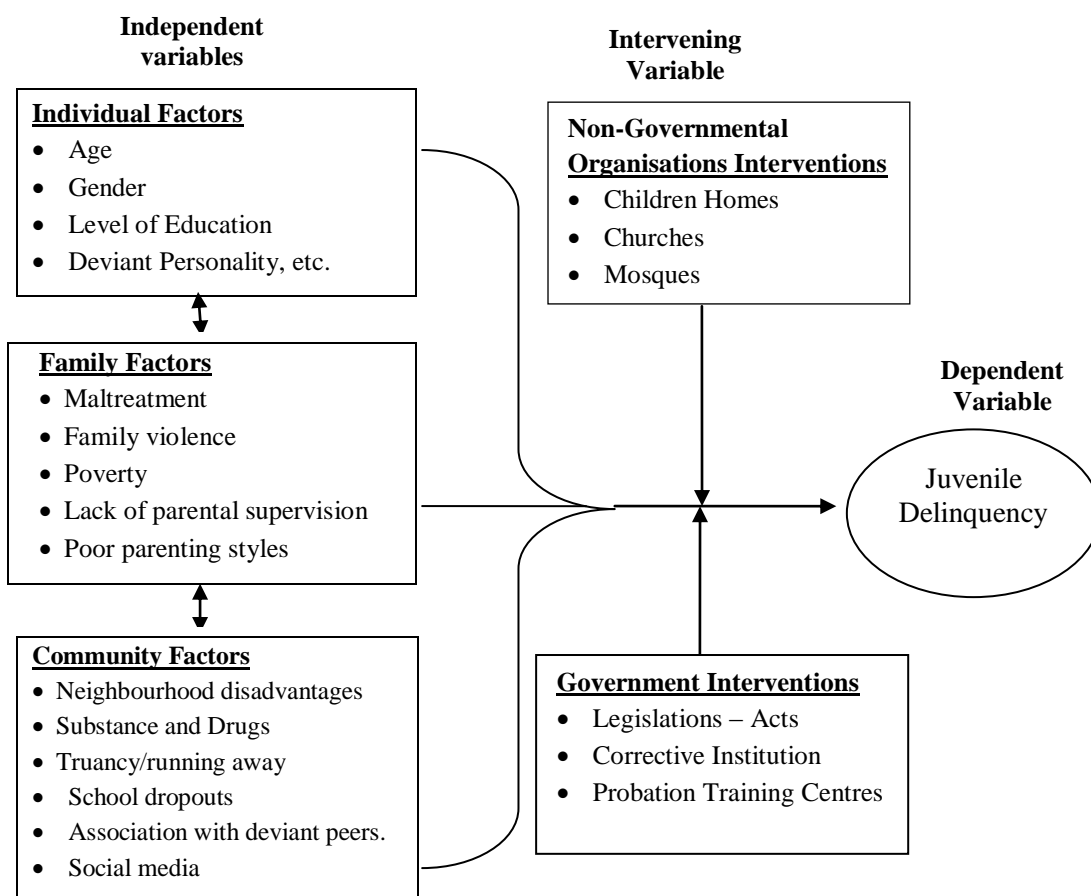 Independent
variables
Individual Factors
• Age
• Gender
• Level of Education
• Deviant Personality, etc.
Family Factors
• Maltreatment
• Family violence
• Poverty
• Lack of parental supervision
• Poor parenting styles
Community Factors
• Neighbourhood disadvantages
• Substance and Drugs
• Truancy/running away
• School dropouts
• Association with deviant peers.
• Social media
Intervening
Variable
Non-Governmental
Organisations Interventions
• Children Homes
• Churches
• Mosques
Government Interventions
• Legislations – Acts
• Corrective Institution
• Probation Training Centres
Dependent
Variable
Juvenile
Delinquency